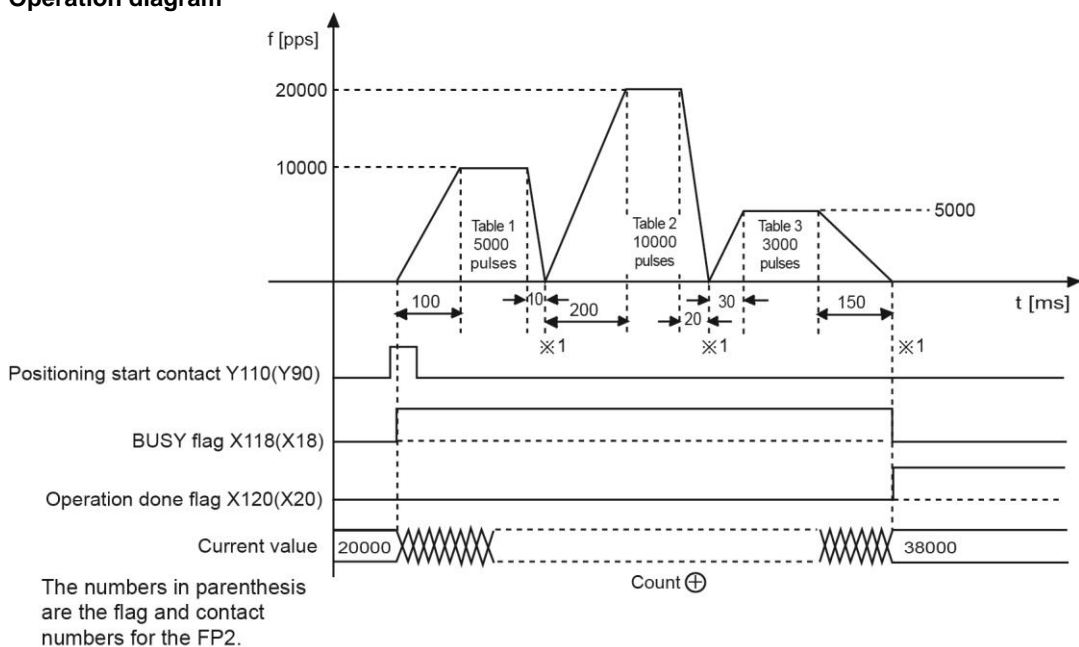 Operation diagram
f [pps]
20000
10000
Table 1
5000
pulses
Table 2
10000
pulses
Table 3
3000
pulses
5000
100
10
200
20
30
150
t [ms]
※1
※1
※1
Positioning start contact Y110(Y90)
BUSY flag X118(X18)
Operation done flag X120(X20)
Current value
20000
38000
Count ⊕
The numbers in parenthesis
are the flag and contact
numbers for the FP2.